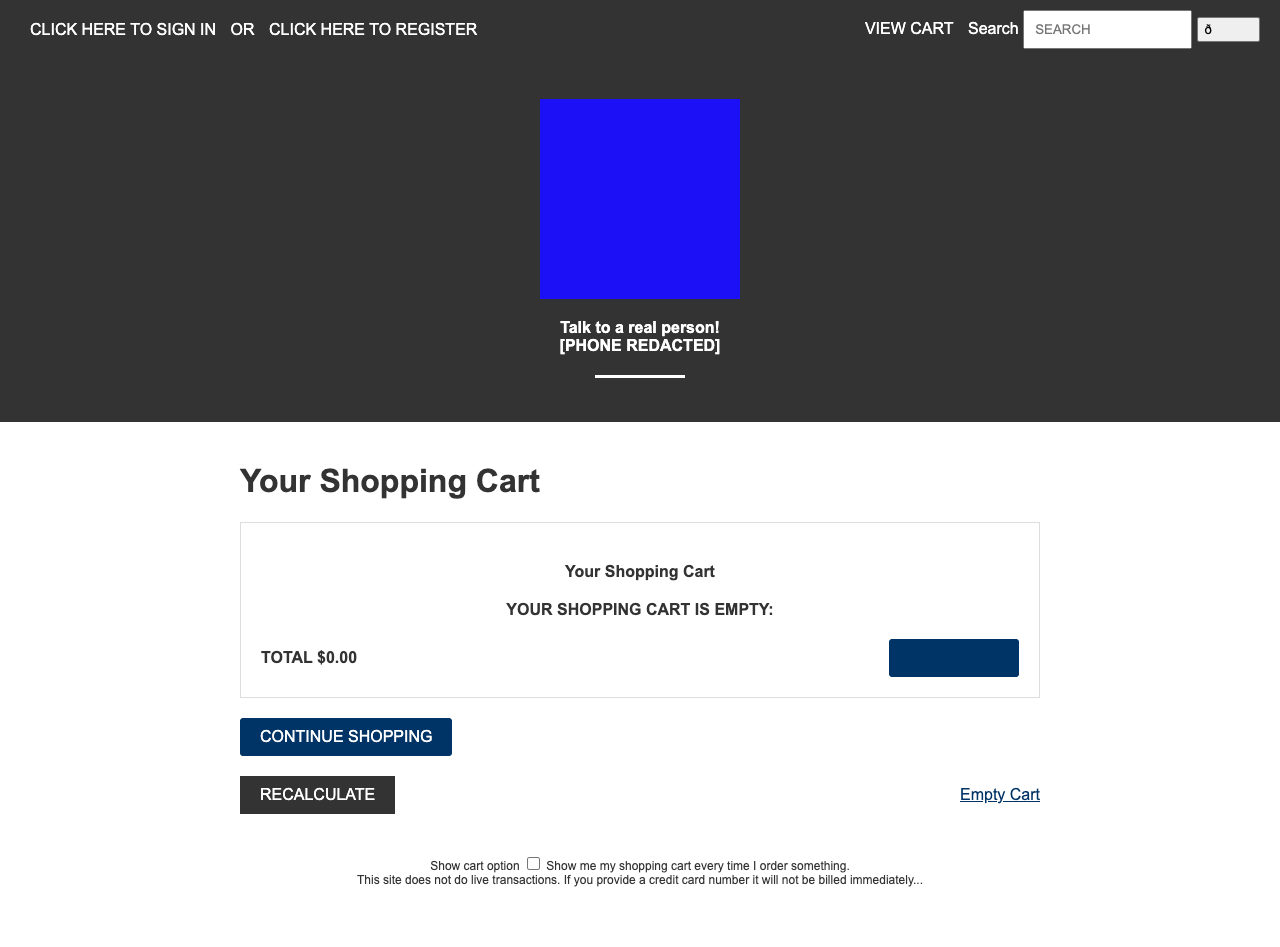 CLICK HERE TO SIGN IN OR CLICK HERE TO REGISTER VIEW CART Search SEARCH ð
Talk to a real person!
[PHONE REDACTED]
Your Shopping Cart
Your Shopping Cart
YOUR SHOPPING CART IS EMPTY:
TOTAL $0.00
CONTINUE SHOPPING
RECALCULATE Empty Cart
Show cart option Show me my shopping cart every time I order something.
This site does not do live transactions. If you provide a credit card number it will not be billed immediately...